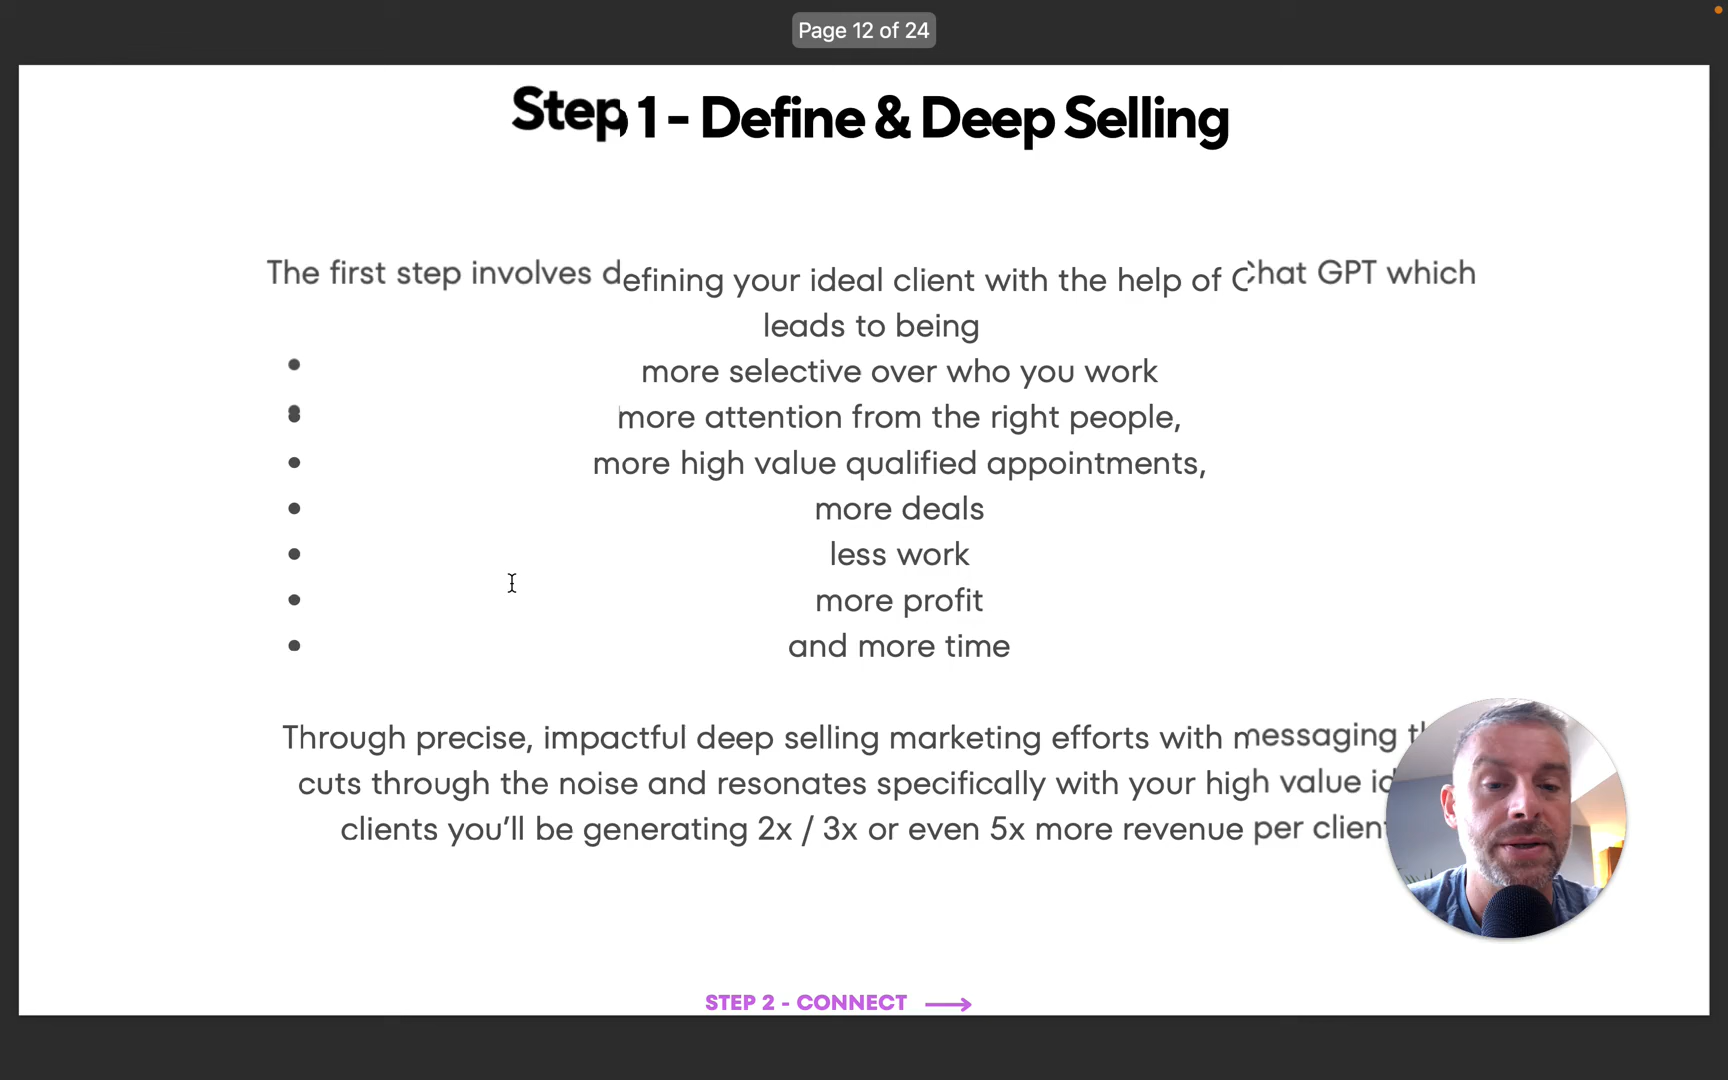 Page 12 of 24
Step 1 - Define & Deep Selling
The first step involves defining your ideal client with the help of Chat GPT which
leads to being
• more selective over who you work
• more attention from the right people,
• more high value qualified appointments,
• more deals
• less work
• more profit
• and more time
Through precise, impactful deep selling marketing efforts with messaging
cuts through the noise and resonates specifically with your high value
clients you’ll be generating 2x / 3x or even 5x more revenue per client
STEP 2 - CONNECT